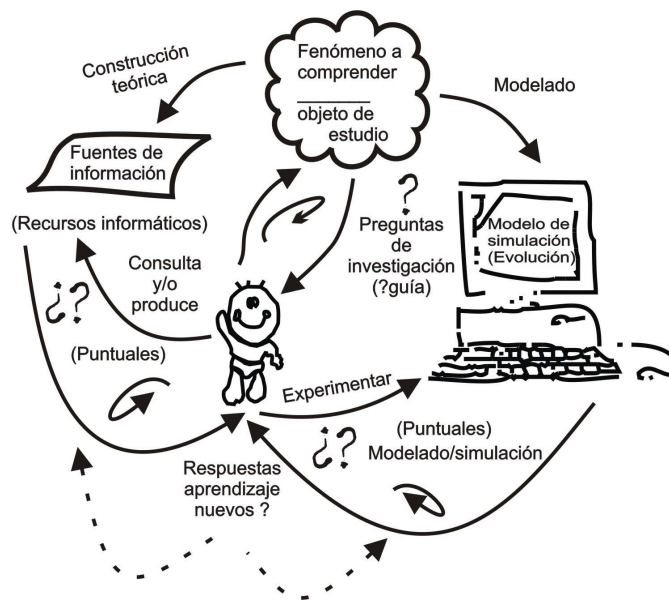 Construcción
teórica
Fenómeno a
comprender
objeto de
estudio
Modelado
Fuentes de
información
(Recursos informáticos)
Consulta
y/o
produce
¿?
(Puntuales)
?
Preguntas
de
investigación
(?guía)
Modelo de
simulación
(Evolución)
Experimentar
¿?
(Puntuales)
Modelado/simulación
Respuestas
aprendizaje
nuevos ?